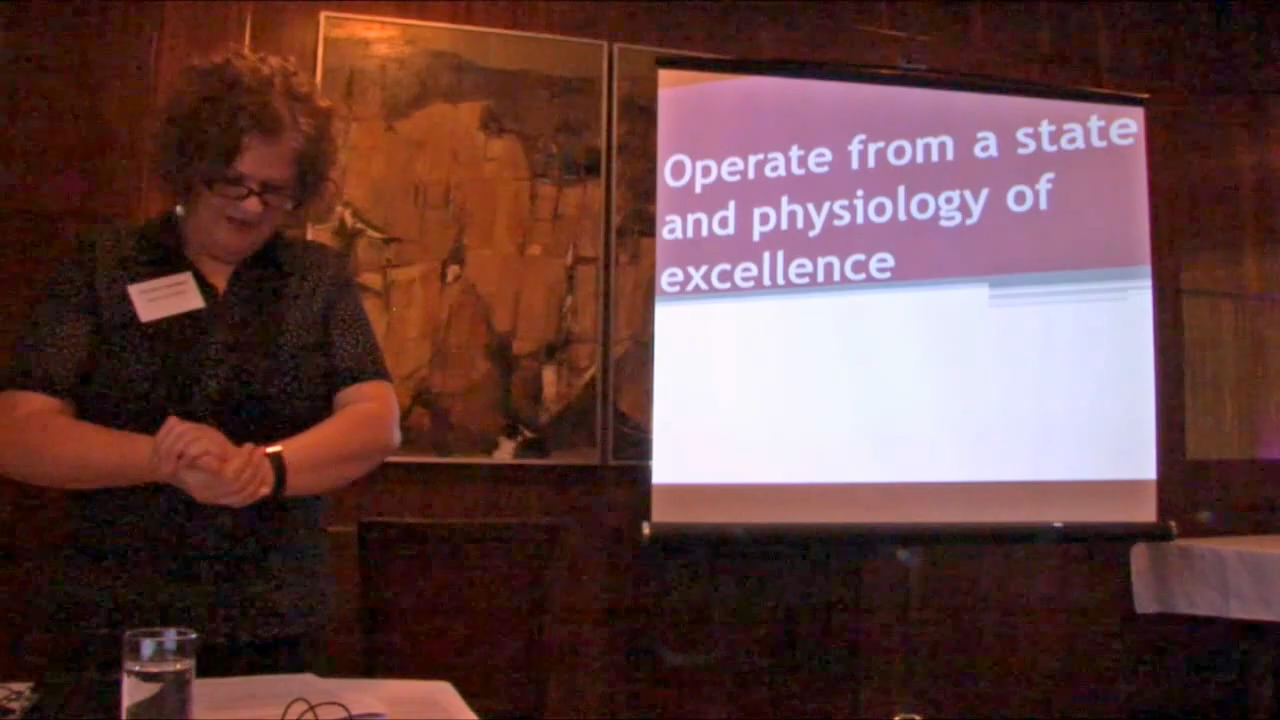 Operate from a state
and physiology of
excellence